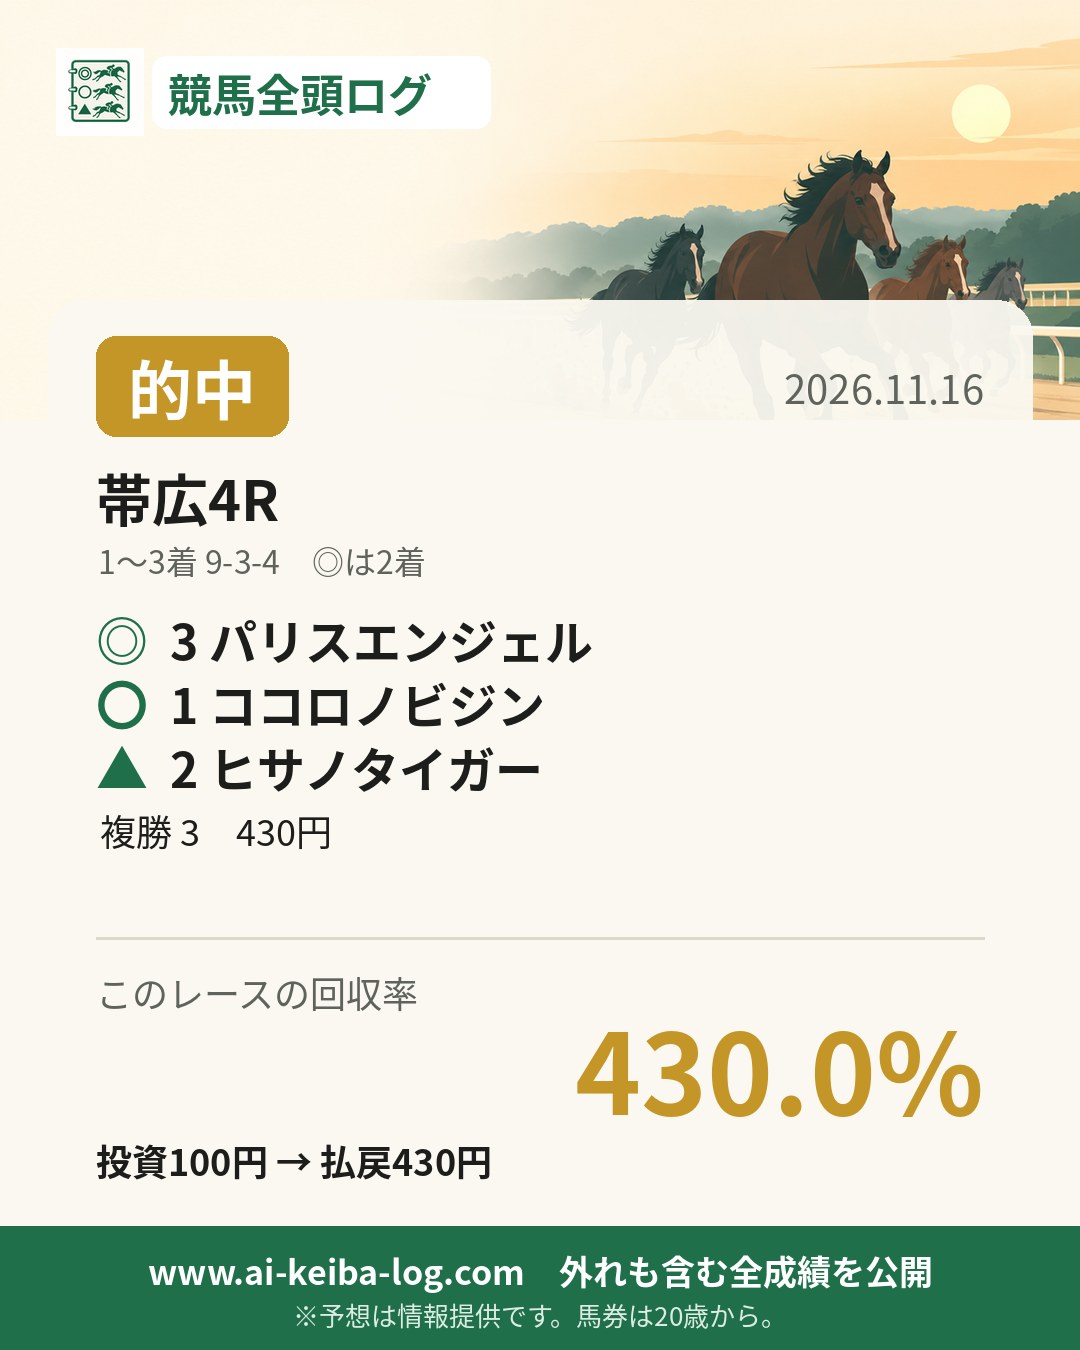 競馬全頭ログ
的中
2026.11.16
帯広4R
1〜3着 9-3-4　◎は2着
◎ 3 パリスエンジェル
○ 1 ココロノビジン
▲ 2 ヒサノタイガー
複勝 3　430円
このレースの回収率
430.0%
投資100円 → 払戻430円
www.ai-keiba-log.com　外れも含む全成績を公開
※予想は情報提供です。馬券は20歳から。